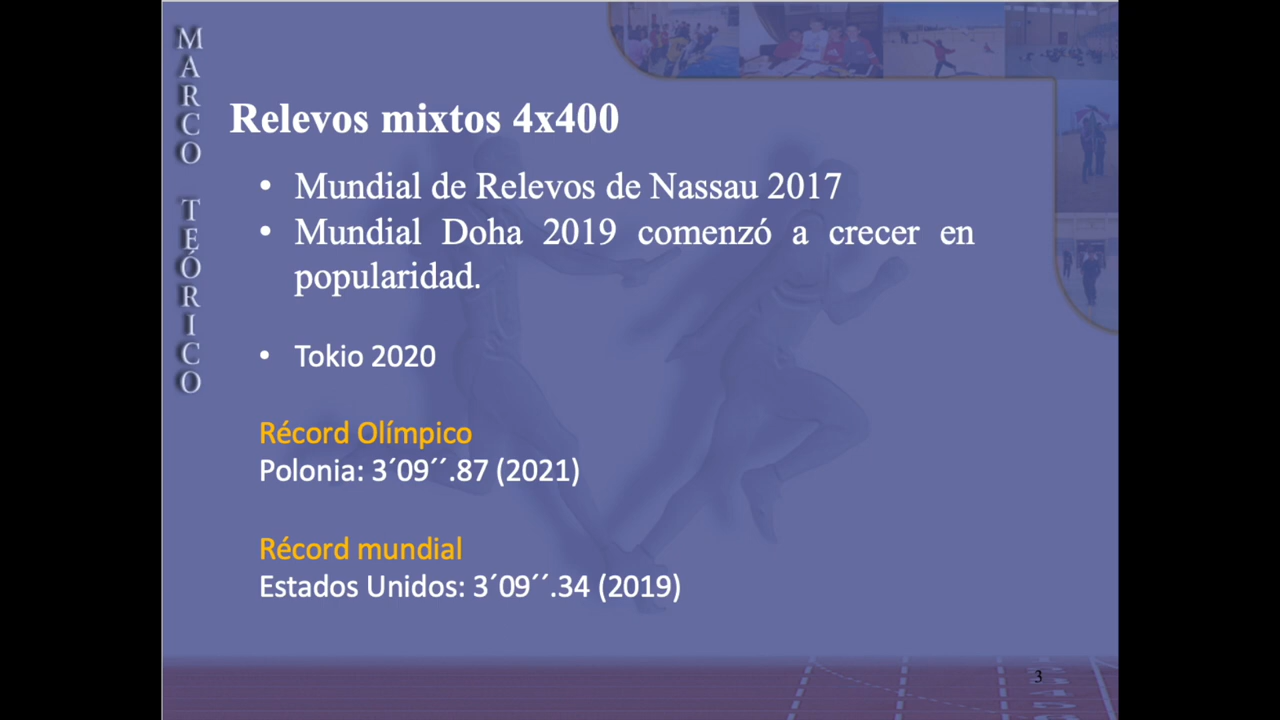 MARCO TEÓRICO
Relevos mixtos 4x400
• Mundial de Relevos de Nassau 2017
• Mundial Doha 2019 comenzó a crecer en
popularidad.
• Tokio 2020
Récord Olímpico
Polonia: 3´09´´.87 (2021)
Récord mundial
Estados Unidos: 3´09´´.34 (2019)
3